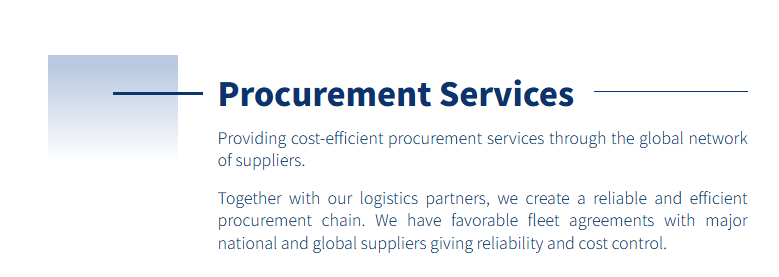 Procurement Services
Providing cost-efficient procurement services through the global network
of suppliers.
Together with our logistics partners, we create a reliable and efficient
procurement chain. We have favorable fleet agreements with major
national and global suppliers giving reliability and cost control.